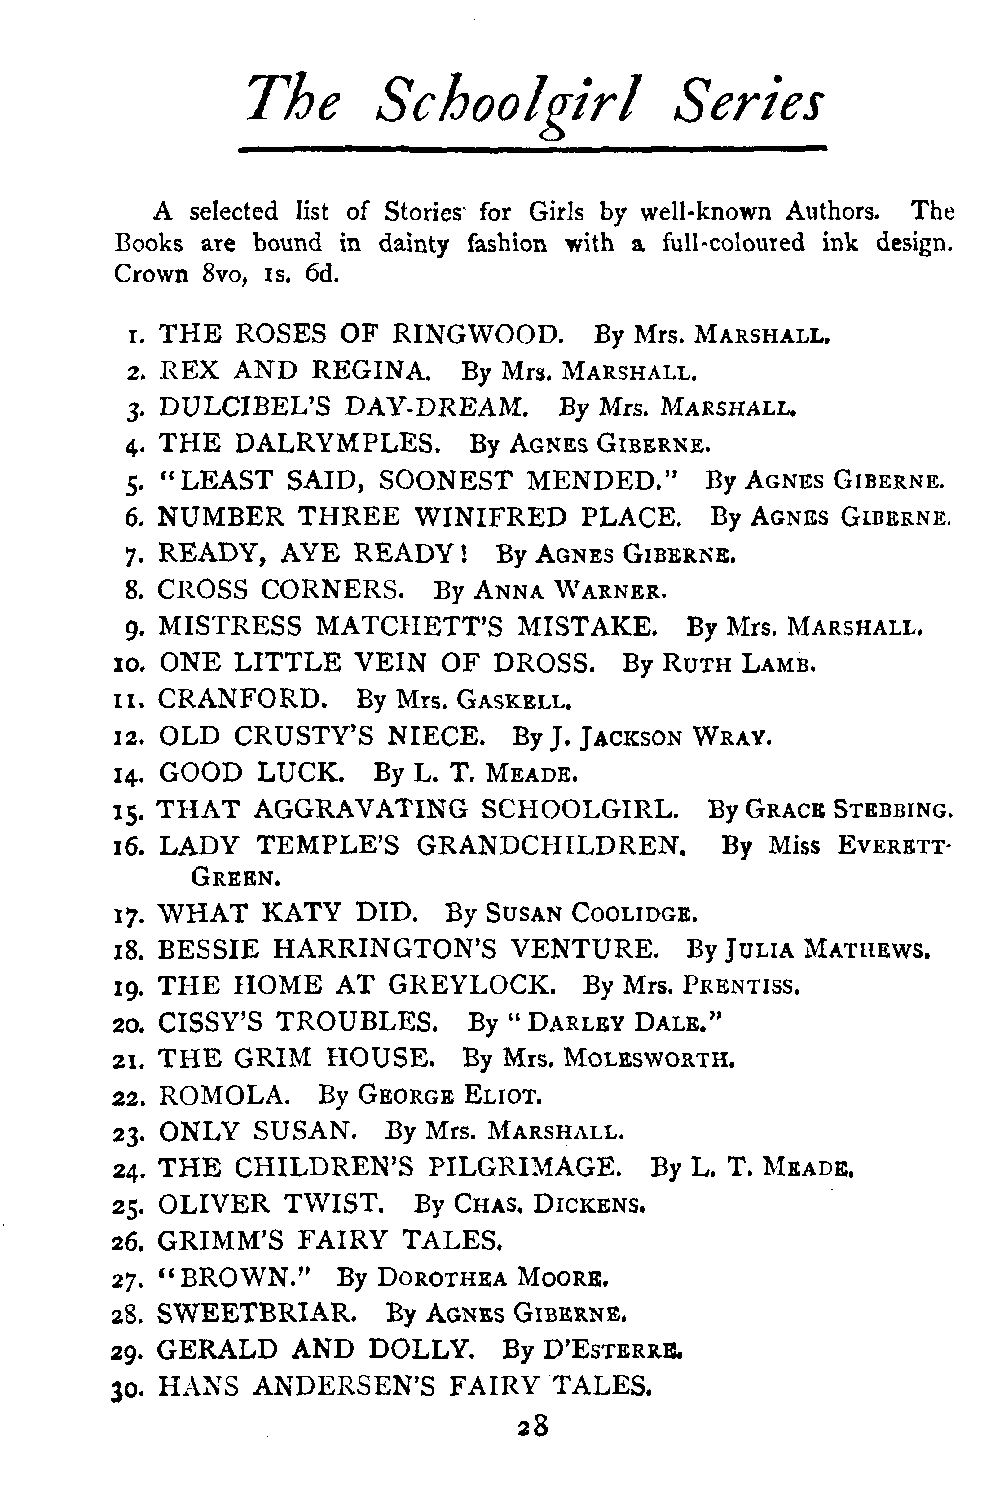 The Schoolgirl Series
A selected list of Stories for Girls by well-known Authors. The
Books are bound in dainty fashion with a full-coloured ink design.
Crown 8vo, 1s. 6d.
1. THE ROSES OF RINGWOOD. By Mrs. MARSHALL.
2. REX AND REGINA. By Mrs. MARSHALL.
3. DULCIBEL'S DAY-DREAM. By Mrs. MARSHALL.
4. THE DALRYMPLES. By AGNES GIBERNE.
5. "LEAST SAID, SOONEST MENDED." By AGNES GIBERNE.
6. NUMBER THREE WINIFRED PLACE. By AGNES GIBERNE.
7. READY, AYE READY! By AGNES GIBERNE.
8. CROSS CORNERS. By ANNA WARNER.
9. MISTRESS MATCHETT'S MISTAKE. By Mrs. MARSHALL.
10. ONE LITTLE VEIN OF DROSS. By RUTH LAMB.
11. CRANFORD. By Mrs. GASKELL.
12. OLD CRUSTY'S NIECE. By J. JACKSON WRAY.
14. GOOD LUCK. By L. T. MEADE.
15. THAT AGGRAVATING SCHOOLGIRL. By GRACE STEBBING.
16. LADY TEMPLE'S GRANDCHILDREN. By Miss EVERETT-
GREEN.
17. WHAT KATY DID. By SUSAN COOLIDGE.
18. BESSIE HARRINGTON'S VENTURE. By JULIA MATHEWS.
19. THE HOME AT GREYLOCK. By Mrs. PRENTISS.
20. CISSY'S TROUBLES. By "DARLEY DALE."
21. THE GRIM HOUSE. By Mrs. MOLESWORTH.
22. ROMOLA. By GEORGE ELIOT.
23. ONLY SUSAN. By Mrs. MARSHALL.
24. THE CHILDREN'S PILGRIMAGE. By L. T. MEADE.
25. OLIVER TWIST. By CHAS. DICKENS.
26. GRIMM'S FAIRY TALES.
27. "BROWN." By DOROTHEA MOORE.
28. SWEETBRIAR. By AGNES GIBERNE.
29. GERALD AND DOLLY. By D'ESTERRE.
30. HANS ANDERSEN'S FAIRY TALES.
28